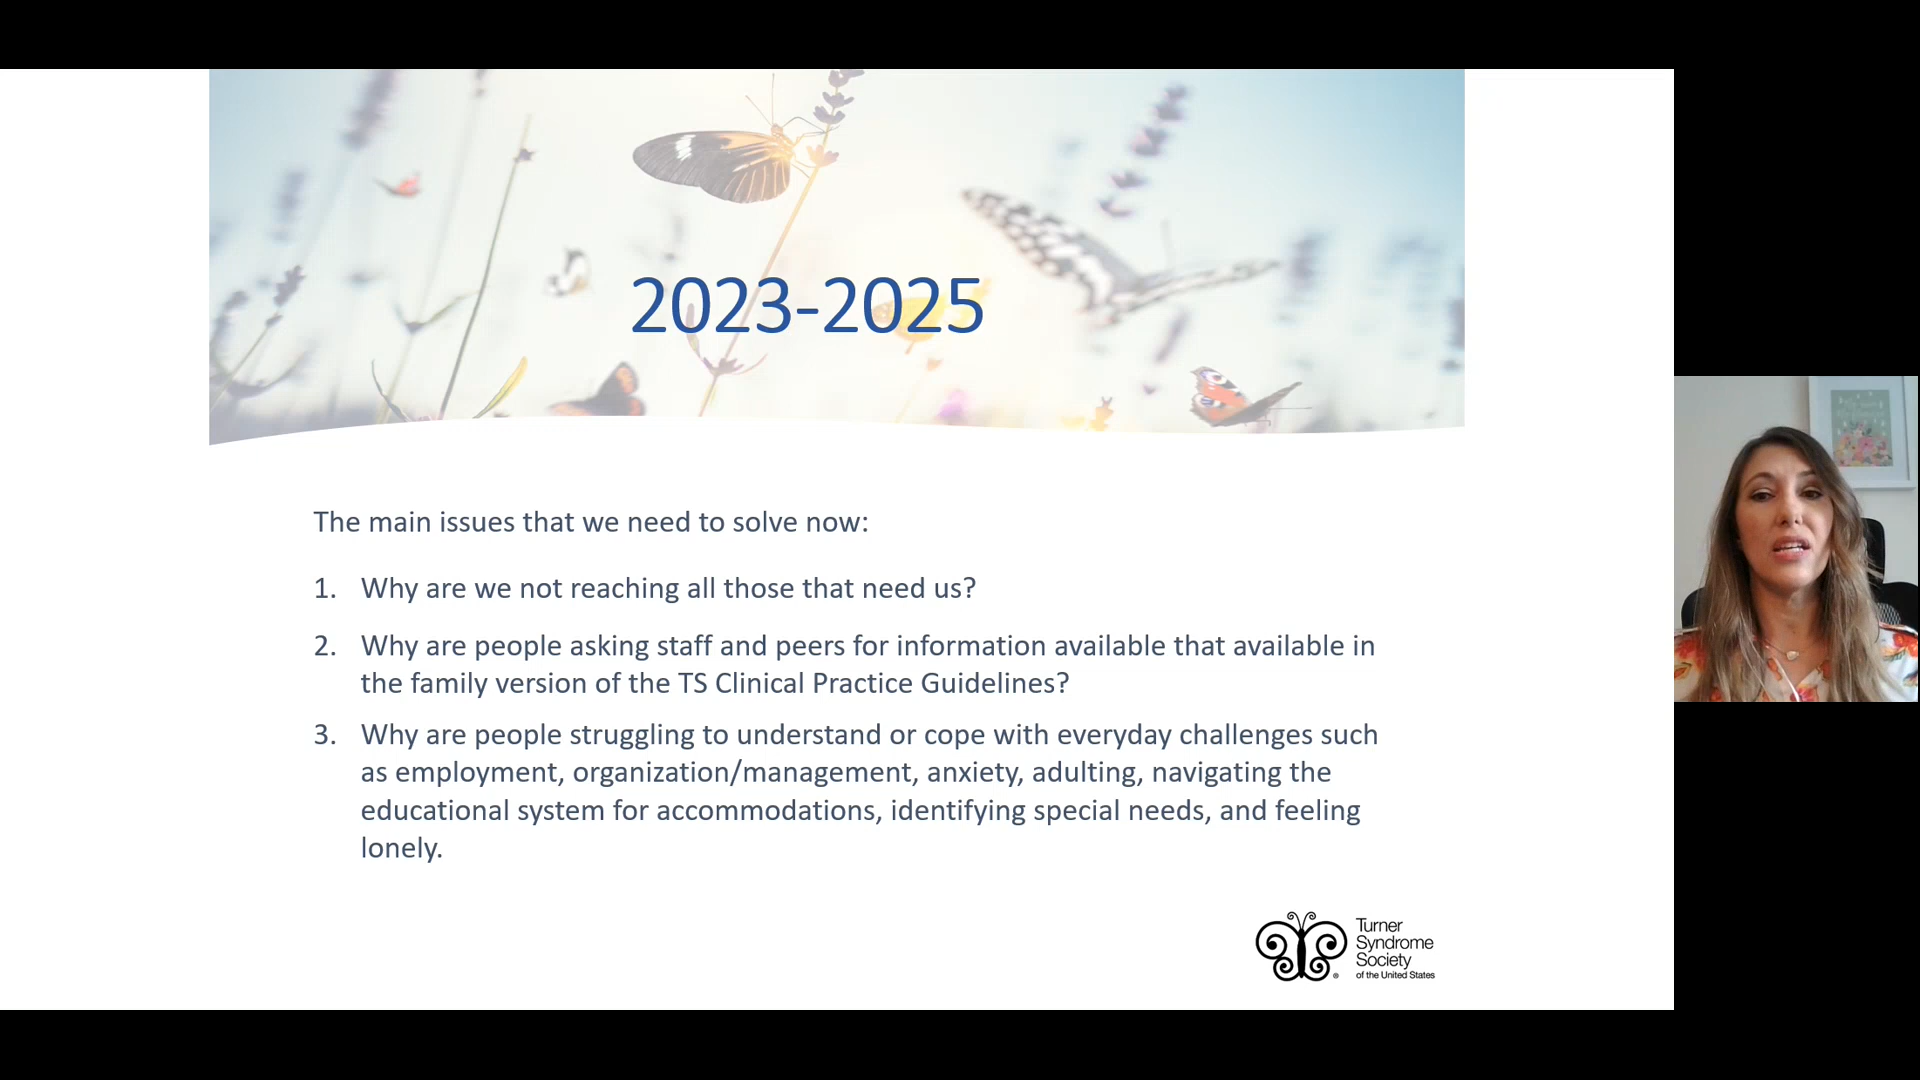 2023-2025
The main issues that we need to solve now:
1. Why are we not reaching all those that need us?
2. Why are people asking staff and peers for information available that available in
the family version of the TS Clinical Practice Guidelines?
3. Why are people struggling to understand or cope with everyday challenges such
as employment, organization/management, anxiety, adulting, navigating the
educational system for accommodations, identifying special needs, and feeling
lonely.
Turner
Syndrome
Society
of the United States